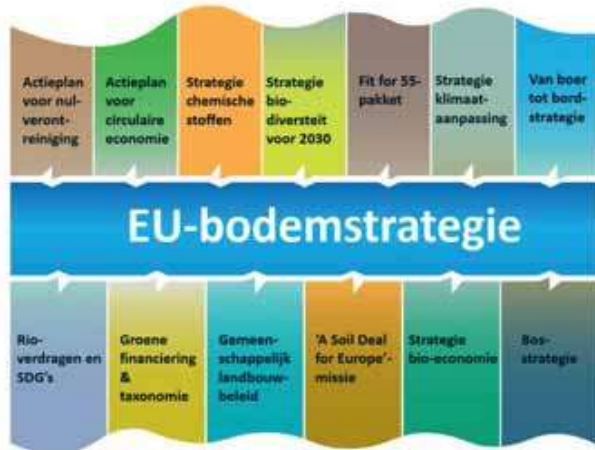 Actieplan
voor nul-
veront-
reiniging
Actieplan
voor
circulaire
economie
Strategie
chemische
stoffen
Strategie
bio-
diversiteit
voor 2030
Fit for 55-
pakket
Strategie
klimaat-
aanpassing
Van boer
tot bord-
strategie
EU-bodemstrategie
Rio-
verdragen en
SDG's
Groene
financiering
&
taxonomie
Gemeen-
schappelijk
landbouw-
beleid
'A Soil Deal
for Europe'-
missie
Strategie
bio-economie
Bos-
strategie